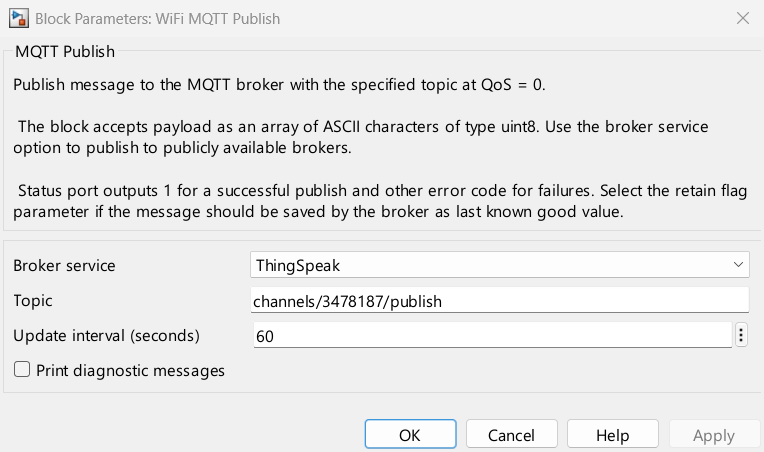 Block Parameters: WiFi MQTT Publish
MQTT Publish
Publish message to the MQTT broker with the specified topic at QoS = 0.
The block accepts payload as an array of ASCII characters of type uint8. Use the broker service
option to publish to publicly available brokers.
Status port outputs 1 for a successful publish and other error code for failures. Select the retain flag
parameter if the message should be saved by the broker as last known good value.
Broker service ThingSpeak
Topic channels/3478187/publish
Update interval (seconds) 60
Print diagnostic messages
OK Cancel Help Apply